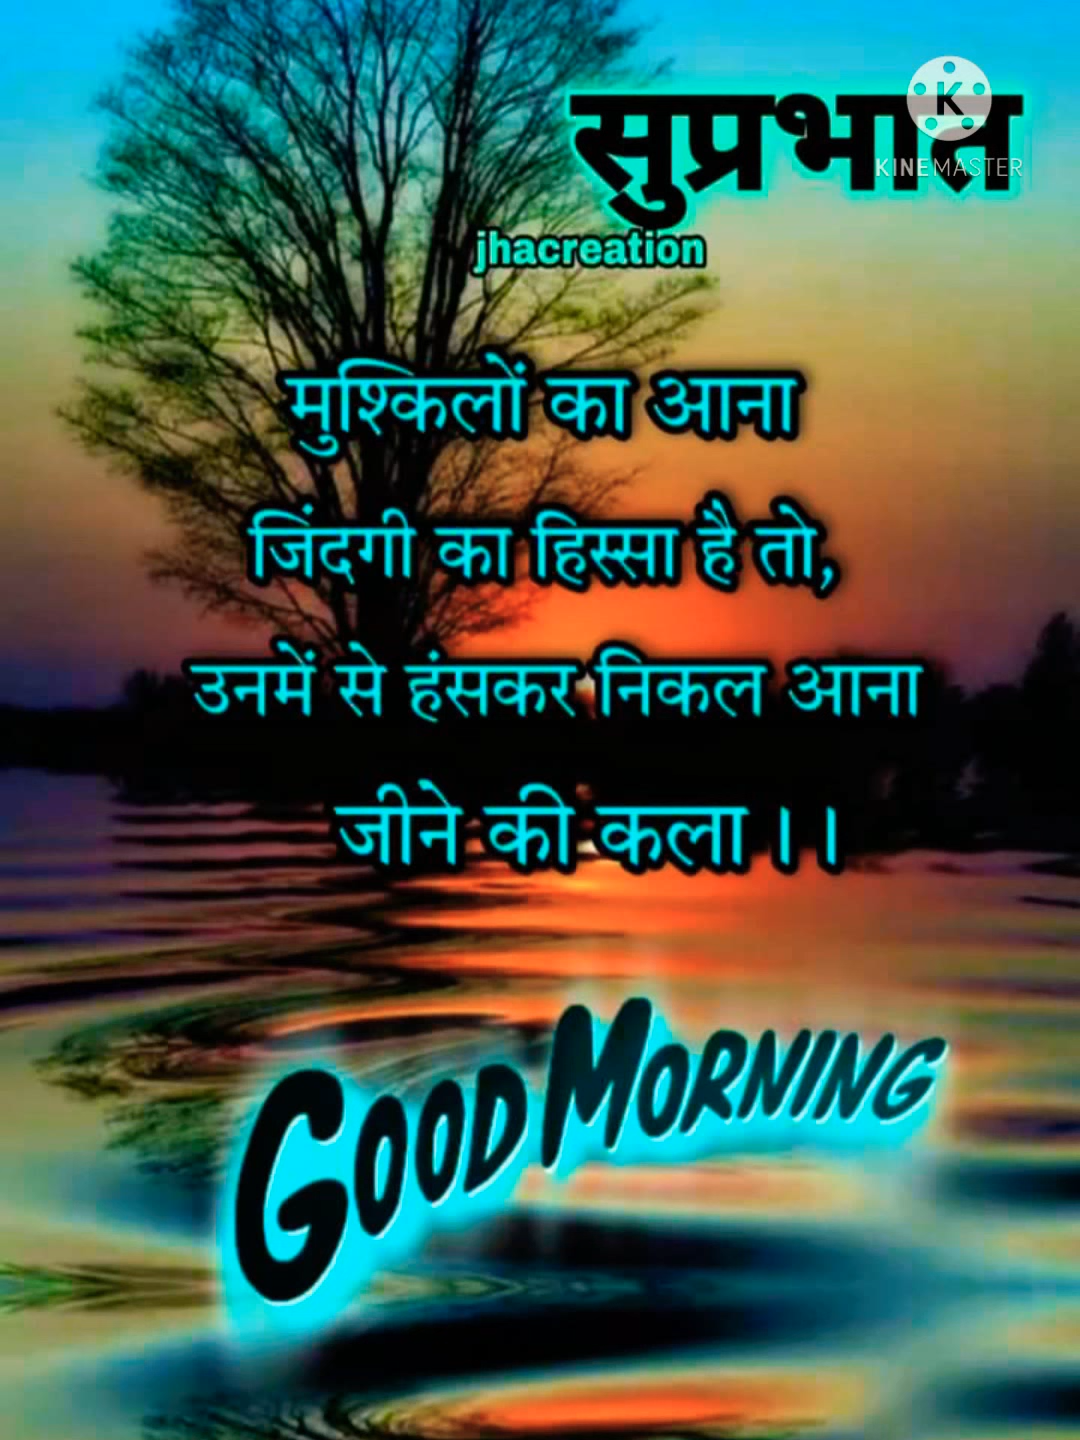 सुप्रभात
KINEMASTER
jhacreation
मुश्किलों का आना
जिंदगी का हिस्सा है तो,
उनमें से हंसकर निकल आना
जीने की कला ।।
GOOD MORNING